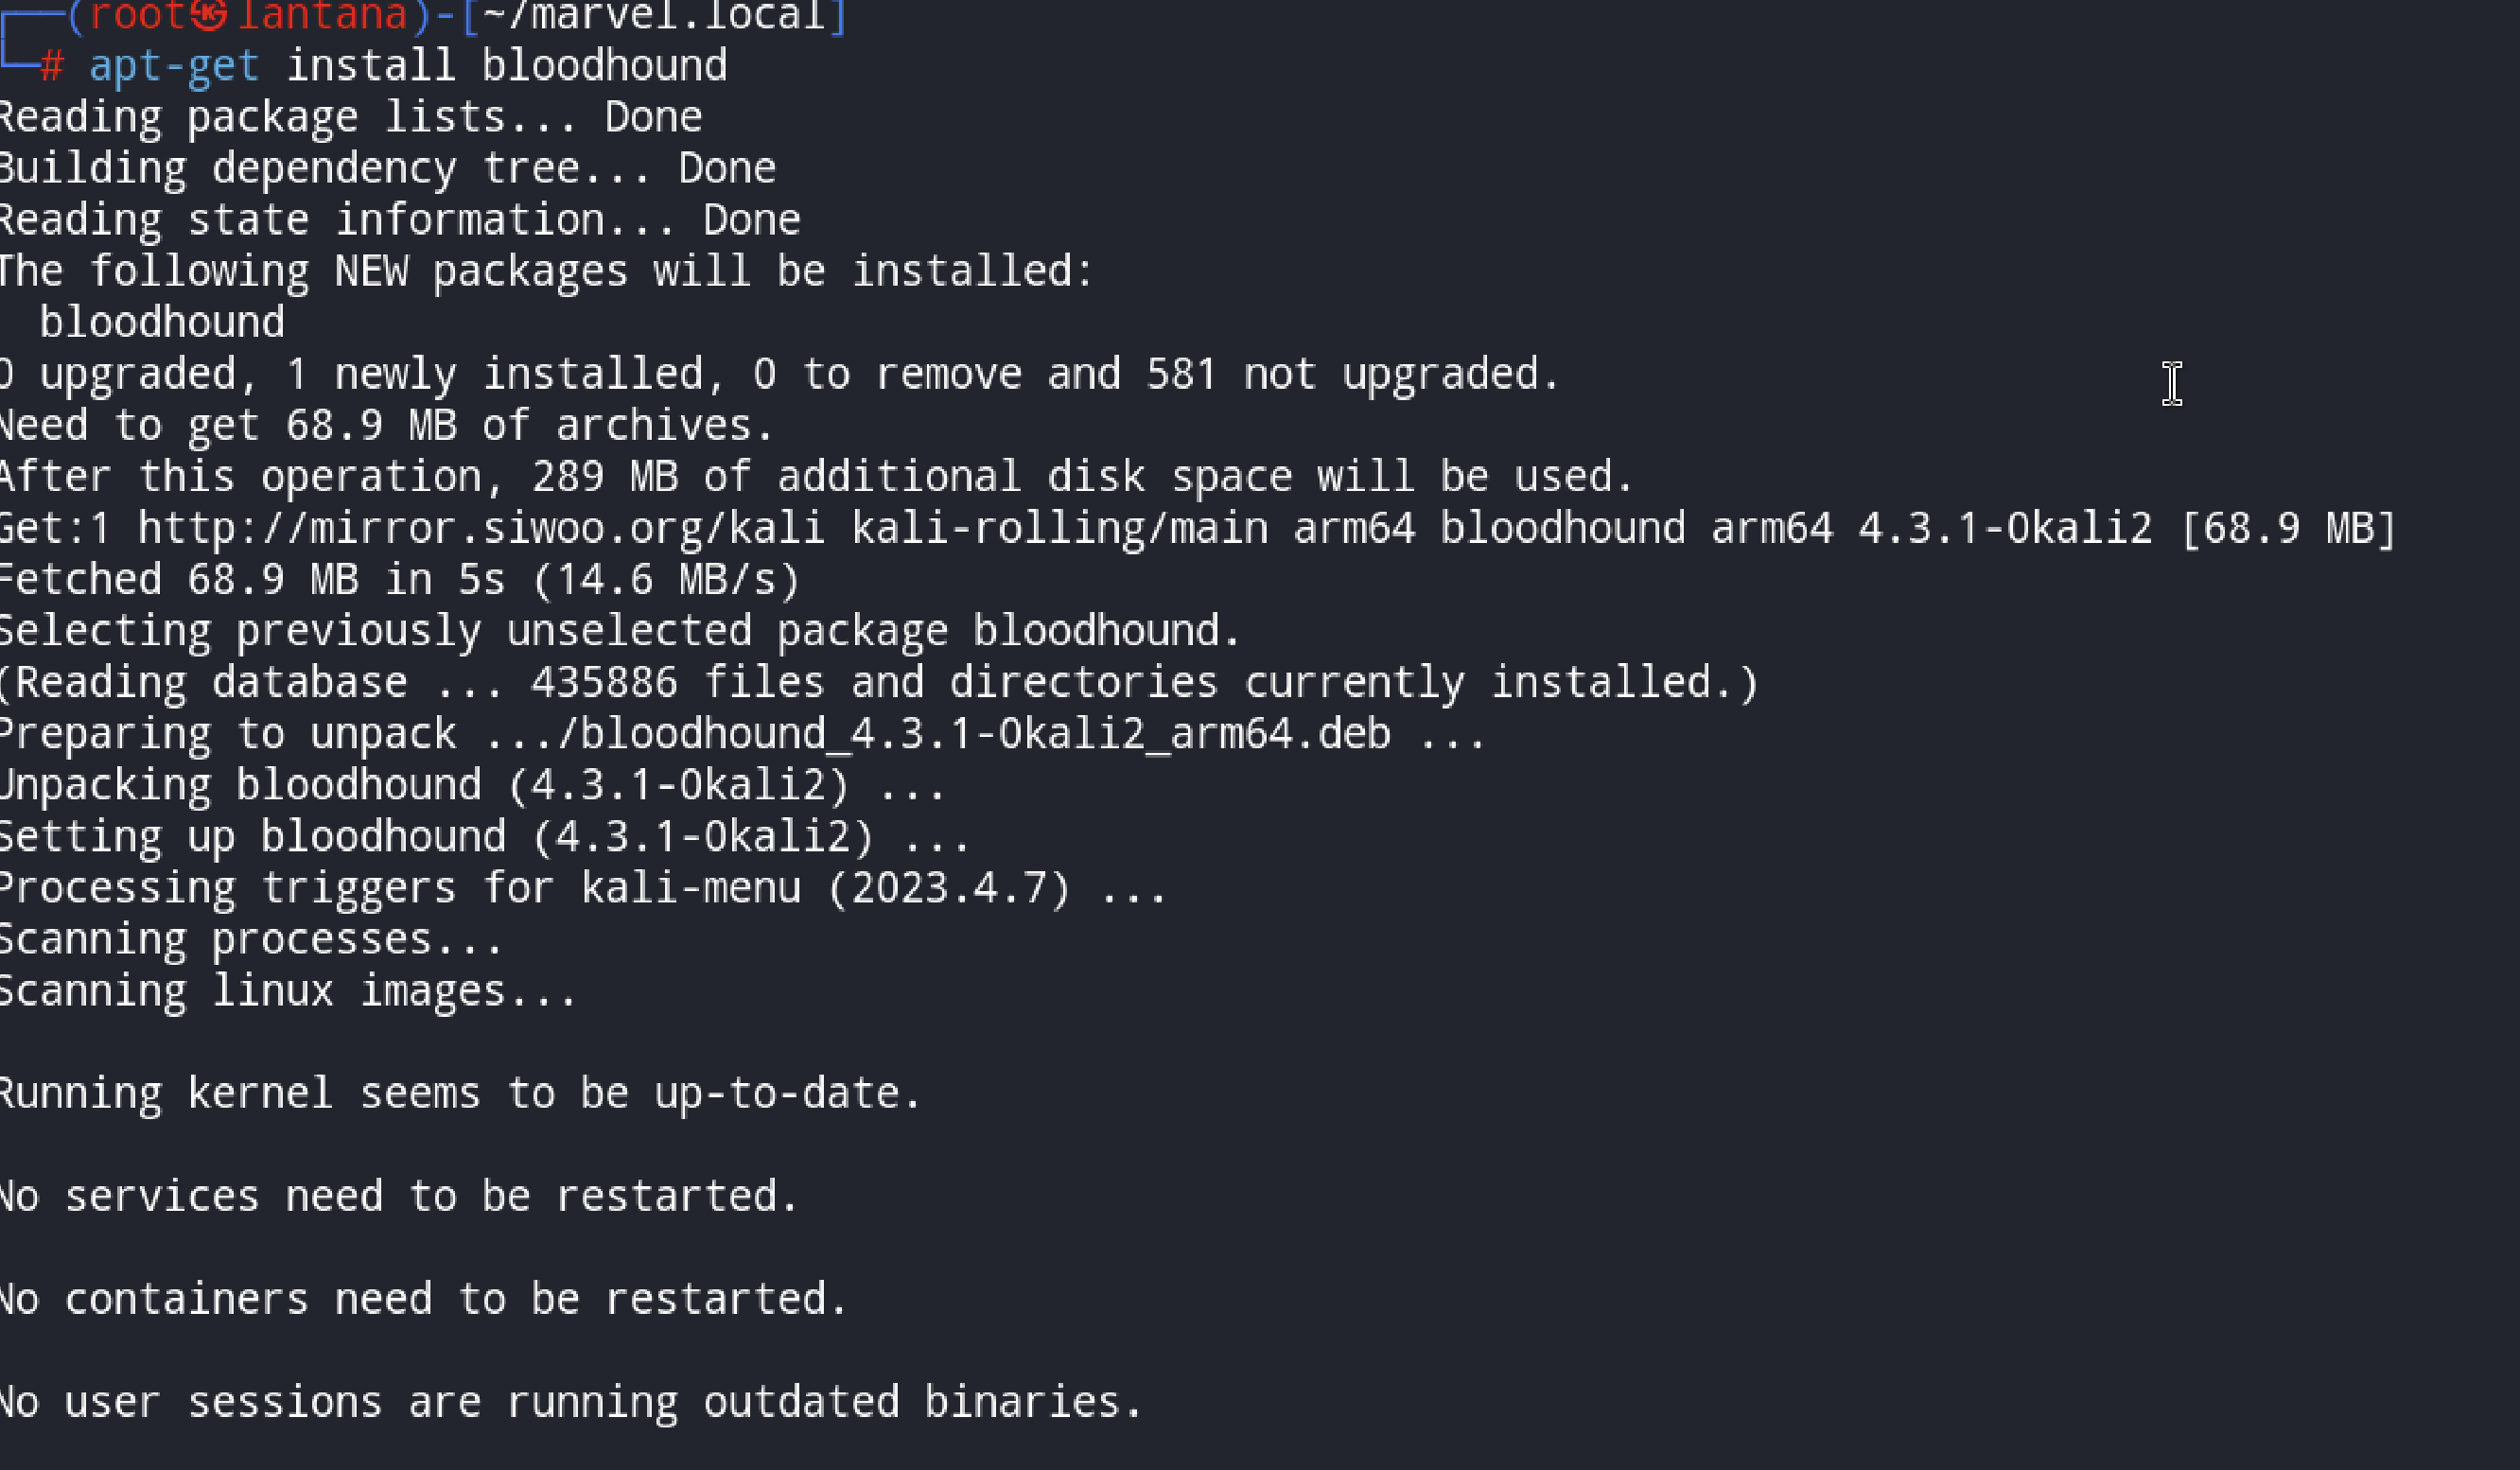 ┌──(root㉿lantana)-[~/marvel.local]
└─# apt-get install bloodhound
Reading package lists... Done
Building dependency tree... Done
Reading state information... Done
The following NEW packages will be installed:
  bloodhound
0 upgraded, 1 newly installed, 0 to remove and 581 not upgraded.
Need to get 68.9 MB of archives.
After this operation, 289 MB of additional disk space will be used.
Get:1 http://mirror.siwoo.org/kali kali-rolling/main arm64 bloodhound arm64 4.3.1-0kali2 [68.9 MB]
Fetched 68.9 MB in 5s (14.6 MB/s)
Selecting previously unselected package bloodhound.
(Reading database ... 435886 files and directories currently installed.)
Preparing to unpack .../bloodhound_4.3.1-0kali2_arm64.deb ...
Unpacking bloodhound (4.3.1-0kali2) ...
Setting up bloodhound (4.3.1-0kali2) ...
Processing triggers for kali-menu (2023.4.7) ...
Scanning processes...
Scanning linux images...
Running kernel seems to be up-to-date.
No services need to be restarted.
No containers need to be restarted.
No user sessions are running outdated binaries.